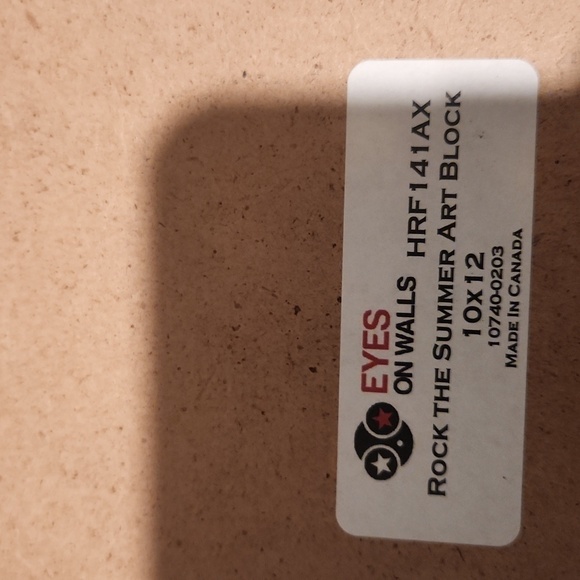 EYES
ON WALLS HRF141AX
ROCK THE SUMMER ART BLOCK
10x12
10740-0203
MADE IN CANADA